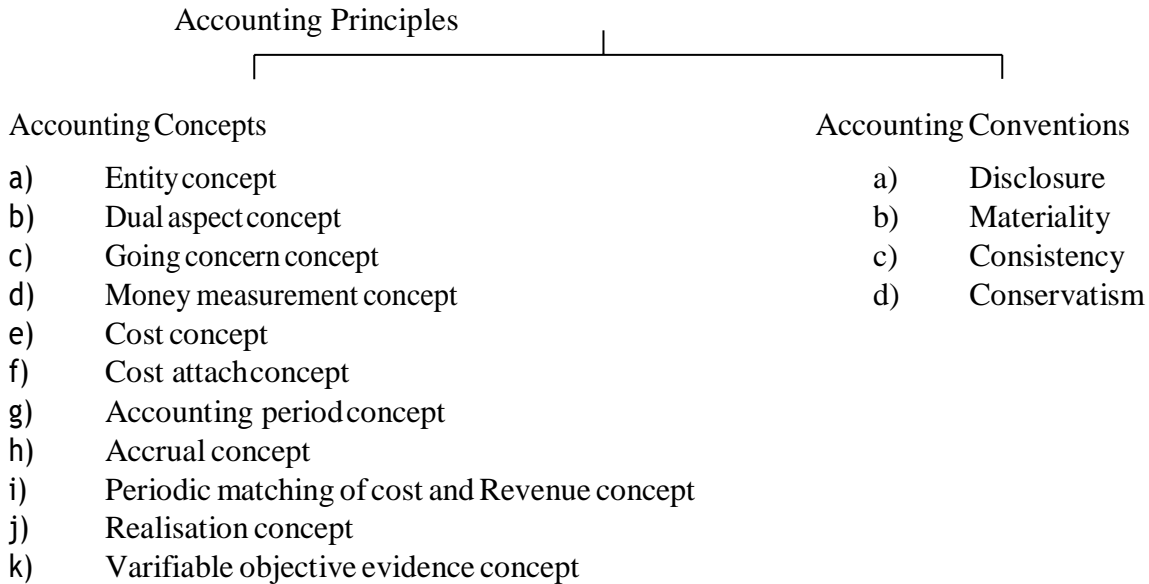 Accounting Principles
Accounting Concepts
a) Entity concept
b) Dual aspect concept
c) Going concern concept
d) Money measurement concept
e) Cost concept
f) Cost attach concept
g) Accounting period concept
h) Accrual concept
i) Periodic matching of cost and Revenue concept
j) Realisation concept
k) Varifiable objective evidence concept
Accounting Conventions
a) Disclosure
b) Materiality
c) Consistency
d) Conservatism